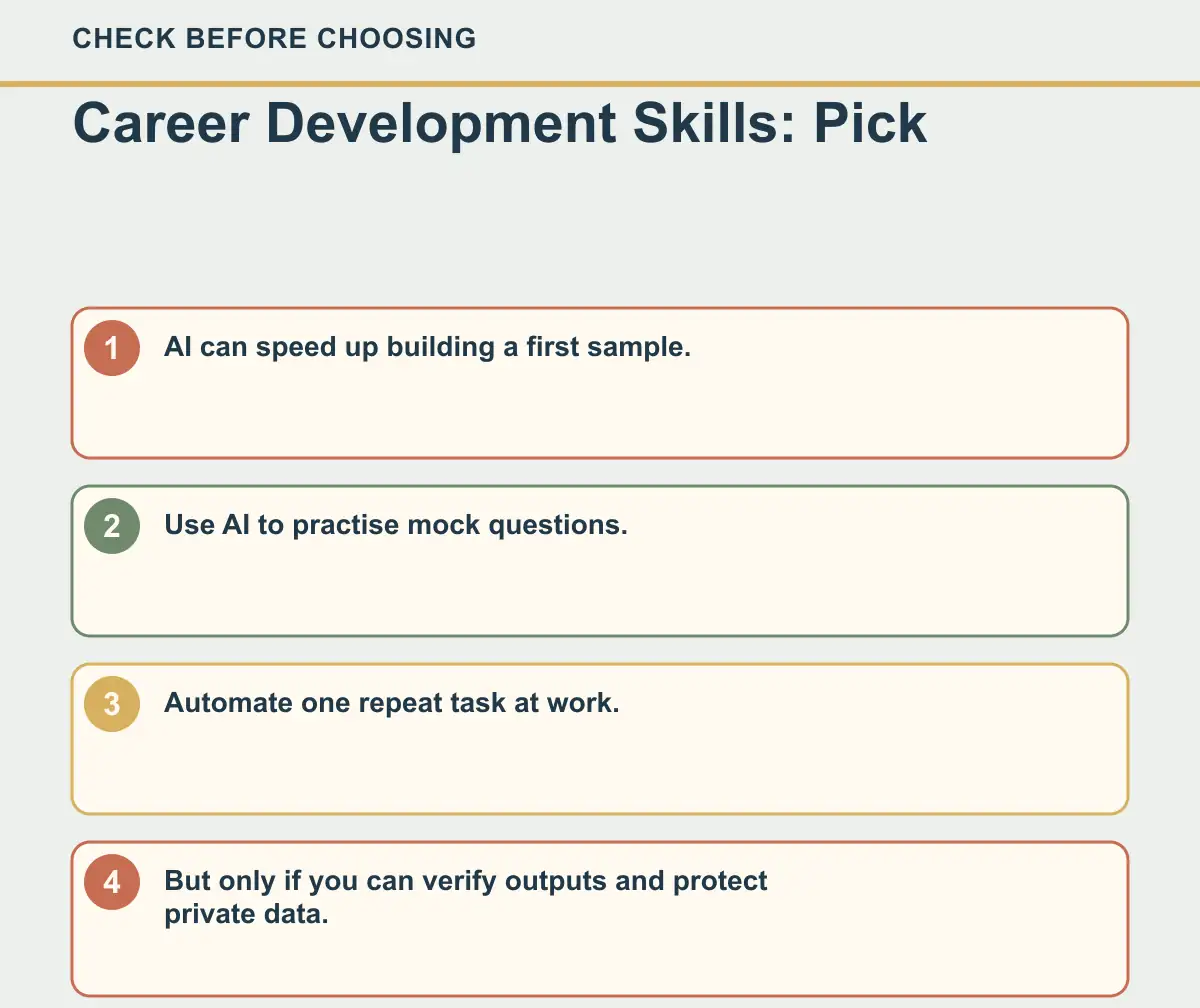 CHECK BEFORE CHOOSING
Career Development Skills: Pick
1 AI can speed up building a first sample.
2 Use AI to practise mock questions.
3 Automate one repeat task at work.
4 But only if you can verify outputs and protect
private data.